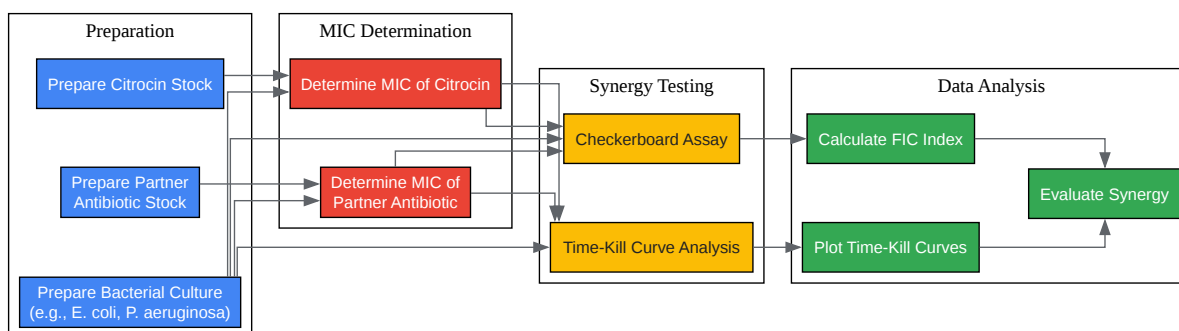 Preparation
Prepare Citrocin Stock
Prepare Partner
Antibiotic Stock
Prepare Bacterial Culture
(e.g., E. coli, P. aeruginosa)
MIC Determination
Determine MIC of Citrocin
Determine MIC of
Partner Antibiotic
Synergy Testing
Checkerboard Assay
Time-Kill Curve Analysis
Data Analysis
Calculate FIC Index
Evaluate Synergy
Plot Time-Kill Curves